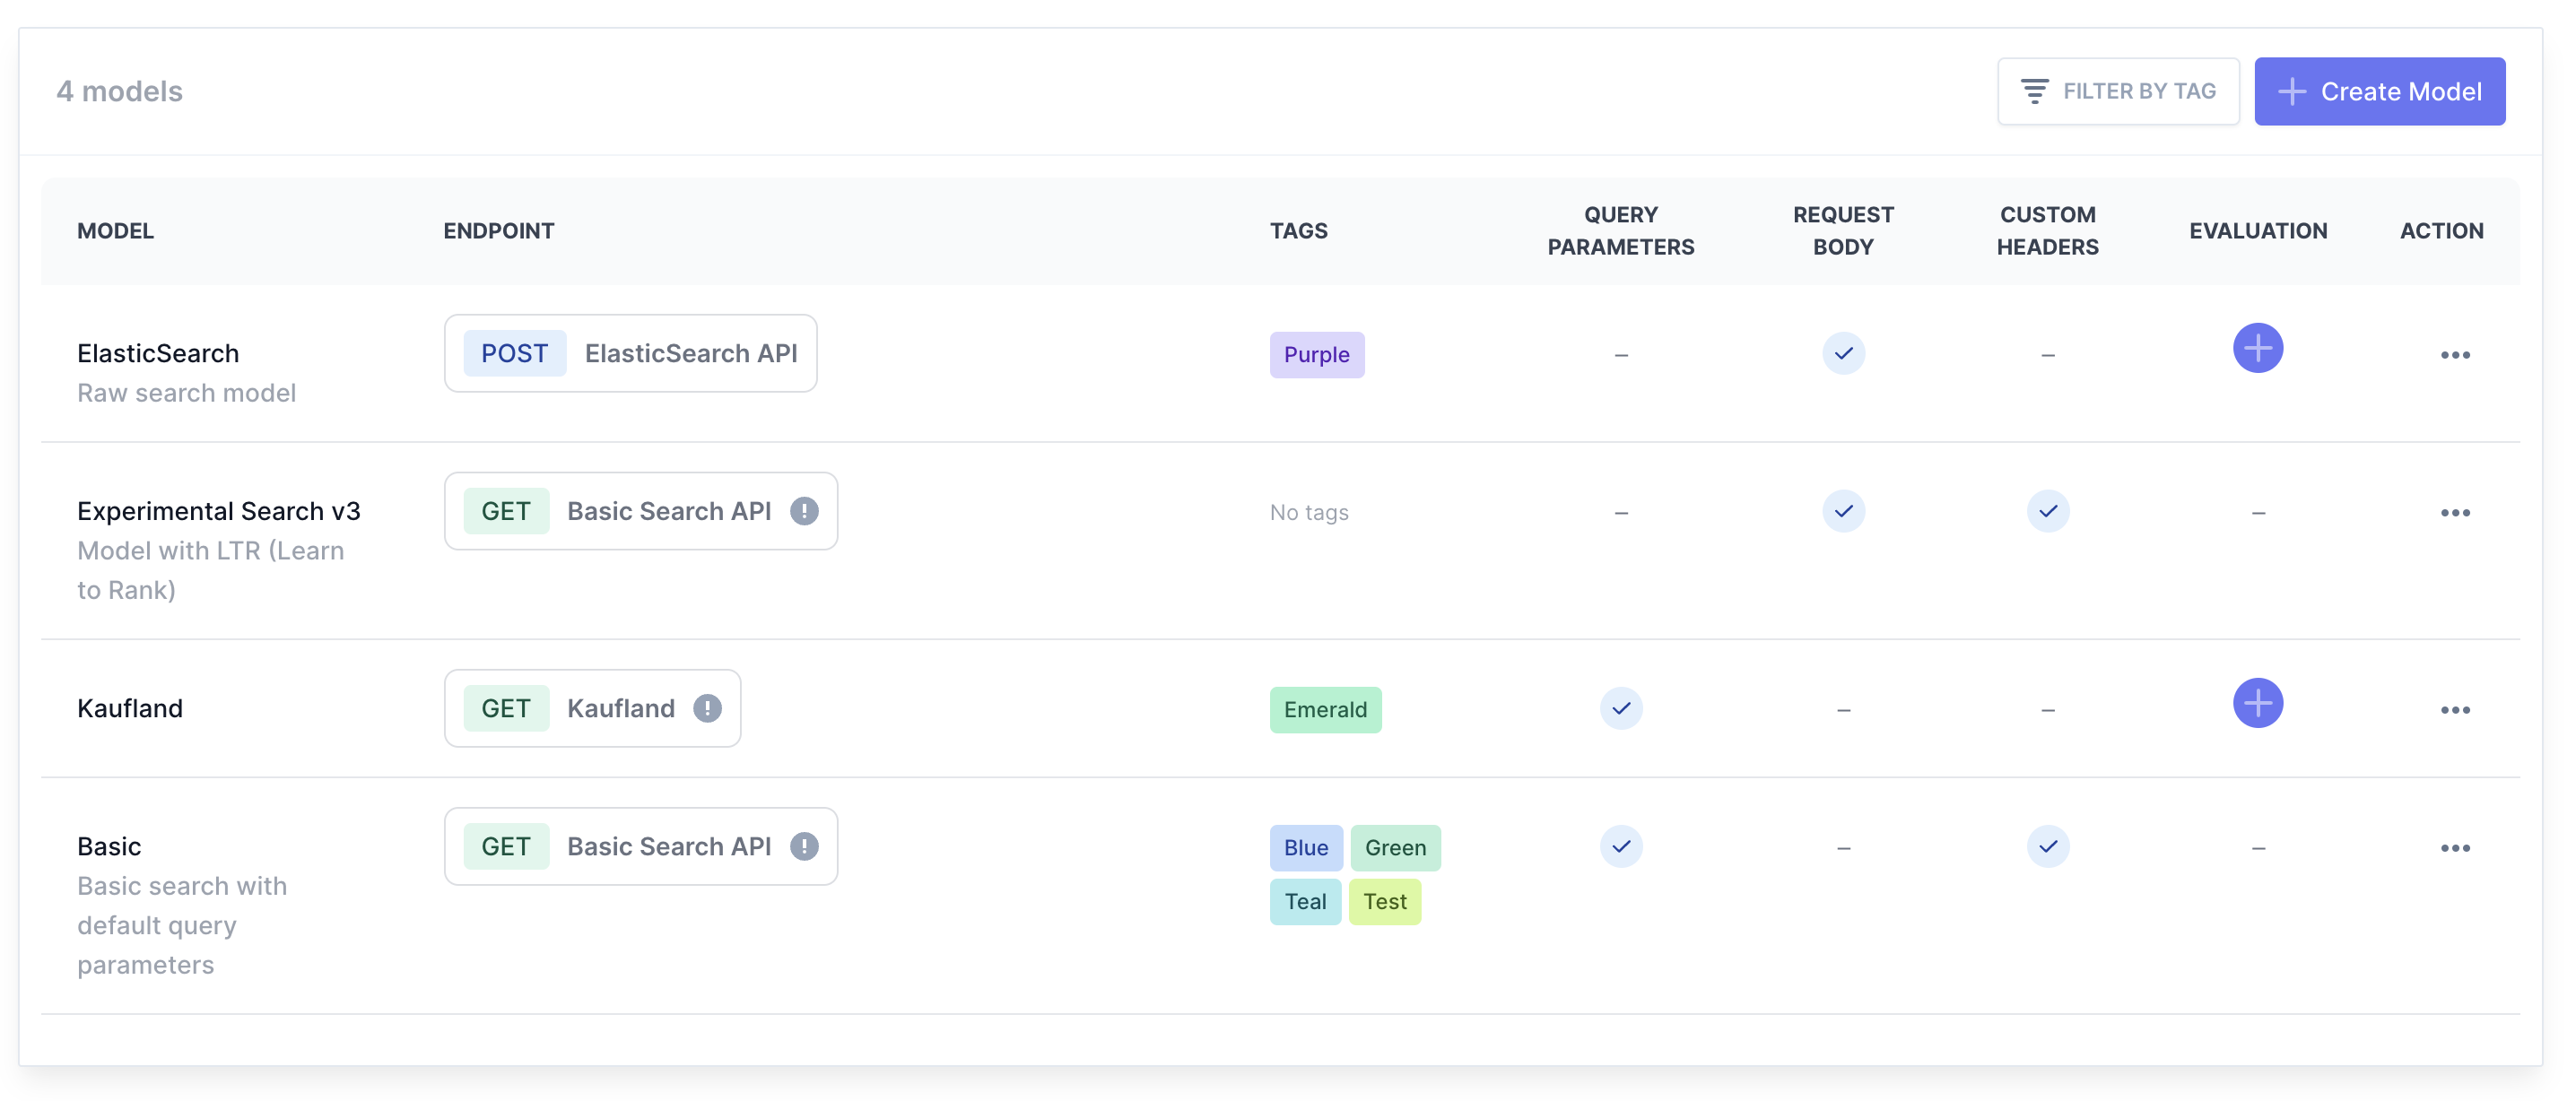 4 models
FILTER BY TAG
Create Model
MODEL
ENDPOINT
TAGS
QUERY
PARAMETERS
REQUEST
BODY
CUSTOM
HEADERS
EVALUATION
ACTION
ElasticSearch
Raw search model
POST ElasticSearch API
Purple
–
–
Experimental Search v3
Model with LTR (Learn
to Rank)
GET Basic Search API
No tags
–
–
Kaufland
GET Kaufland
Emerald
–
–
Basic
Basic search with
default query
parameters
GET Basic Search API
Blue Green
Teal Test
–
–